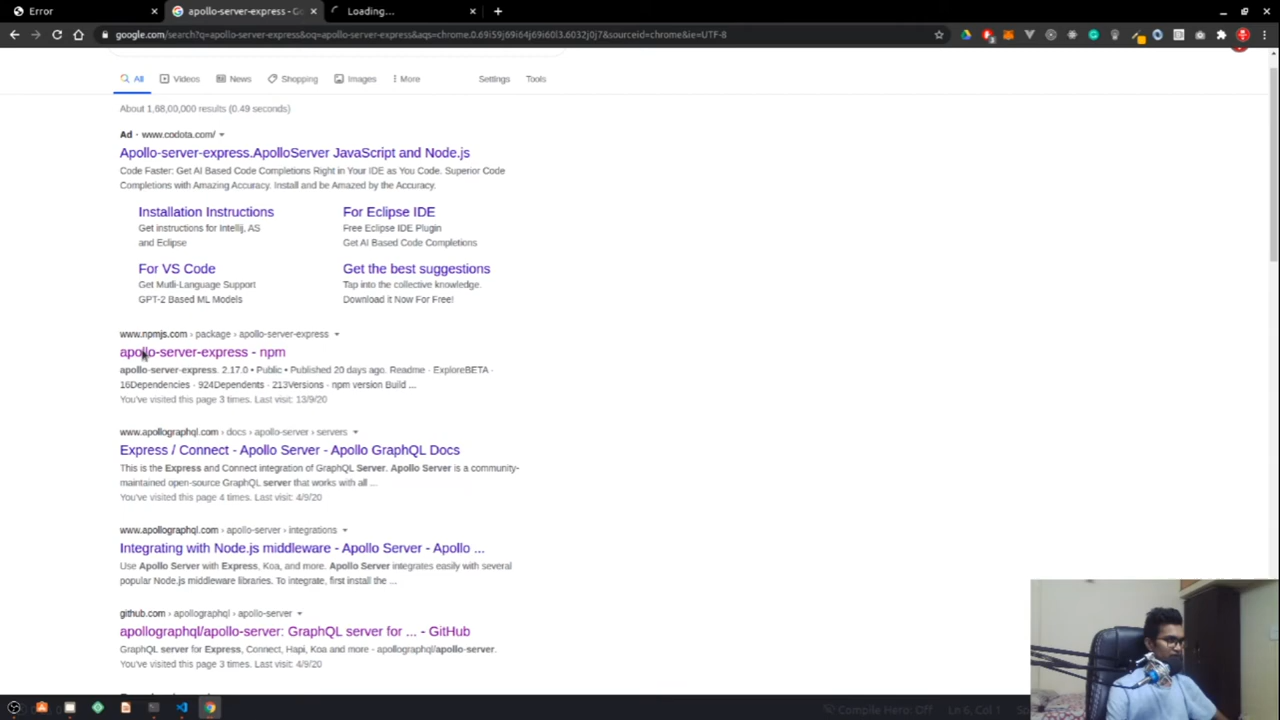 Error
apollo-server-express - Go
Loading...
google.com/search?q=apollo-server-express&oq=apollo-server-express&aqs=chrome.0.69i59j69i64j69i60l3.6032j0j7&sourceid=chrome&ie=UTF-8
All
Videos
News
Shopping
Images
More
Settings
Tools
About 1,68,00,000 results (0.49 seconds)
Ad · www.codota.com/
Apollo-server-express.ApolloServer JavaScript and Node.js
Code Faster: Get AI Based Code Completions Right in Your IDE as You Code. Superior Code
Completions with Amazing Accuracy. Install and be Amazed by the Accuracy.
Installation Instructions
Get instructions for Intellij, AS
and Eclipse
For Eclipse IDE
Free Eclipse IDE Plugin
Get AI Based Code Completions
For VS Code
Get Mutli-Language Support
GPT-2 Based ML Models
Get the best suggestions
Tap into the collective knowledge.
Download it Now For Free!
www.npmjs.com › package › apollo-server-express
apollo-server-express - npm
apollo-server-express. 2.17.0 • Public • Published 20 days ago. Readme · ExploreBETA ·
16Dependencies · 924Dependents · 213Versions · npm version Build ...
You've visited this page 3 times. Last visit: 13/9/20
www.apollographql.com › docs › apollo-server › servers
Express / Connect - Apollo Server - Apollo GraphQL Docs
This is the Express and Connect integration of GraphQL Server. Apollo Server is a community-
maintained open-source GraphQL server that works with all ...
You've visited this page 4 times. Last visit: 4/9/20
www.apollographql.com › apollo-server › integrations
Integrating with Node.js middleware - Apollo Server - Apollo ...
Use Apollo Server with Express, Koa, and more. Apollo Server integrates easily with several
popular Node.js middleware libraries. To integrate, first install the ...
github.com › apollographql › apollo-server
apollographql/apollo-server: GraphQL server for ... - GitHub
GraphQL server for Express, Connect, Hapi, Koa and more - apollographql/apollo-server.
You've visited this page 3 times. Last visit: 4/9/20
Compile Hero: Off
Ln 6, Col 1